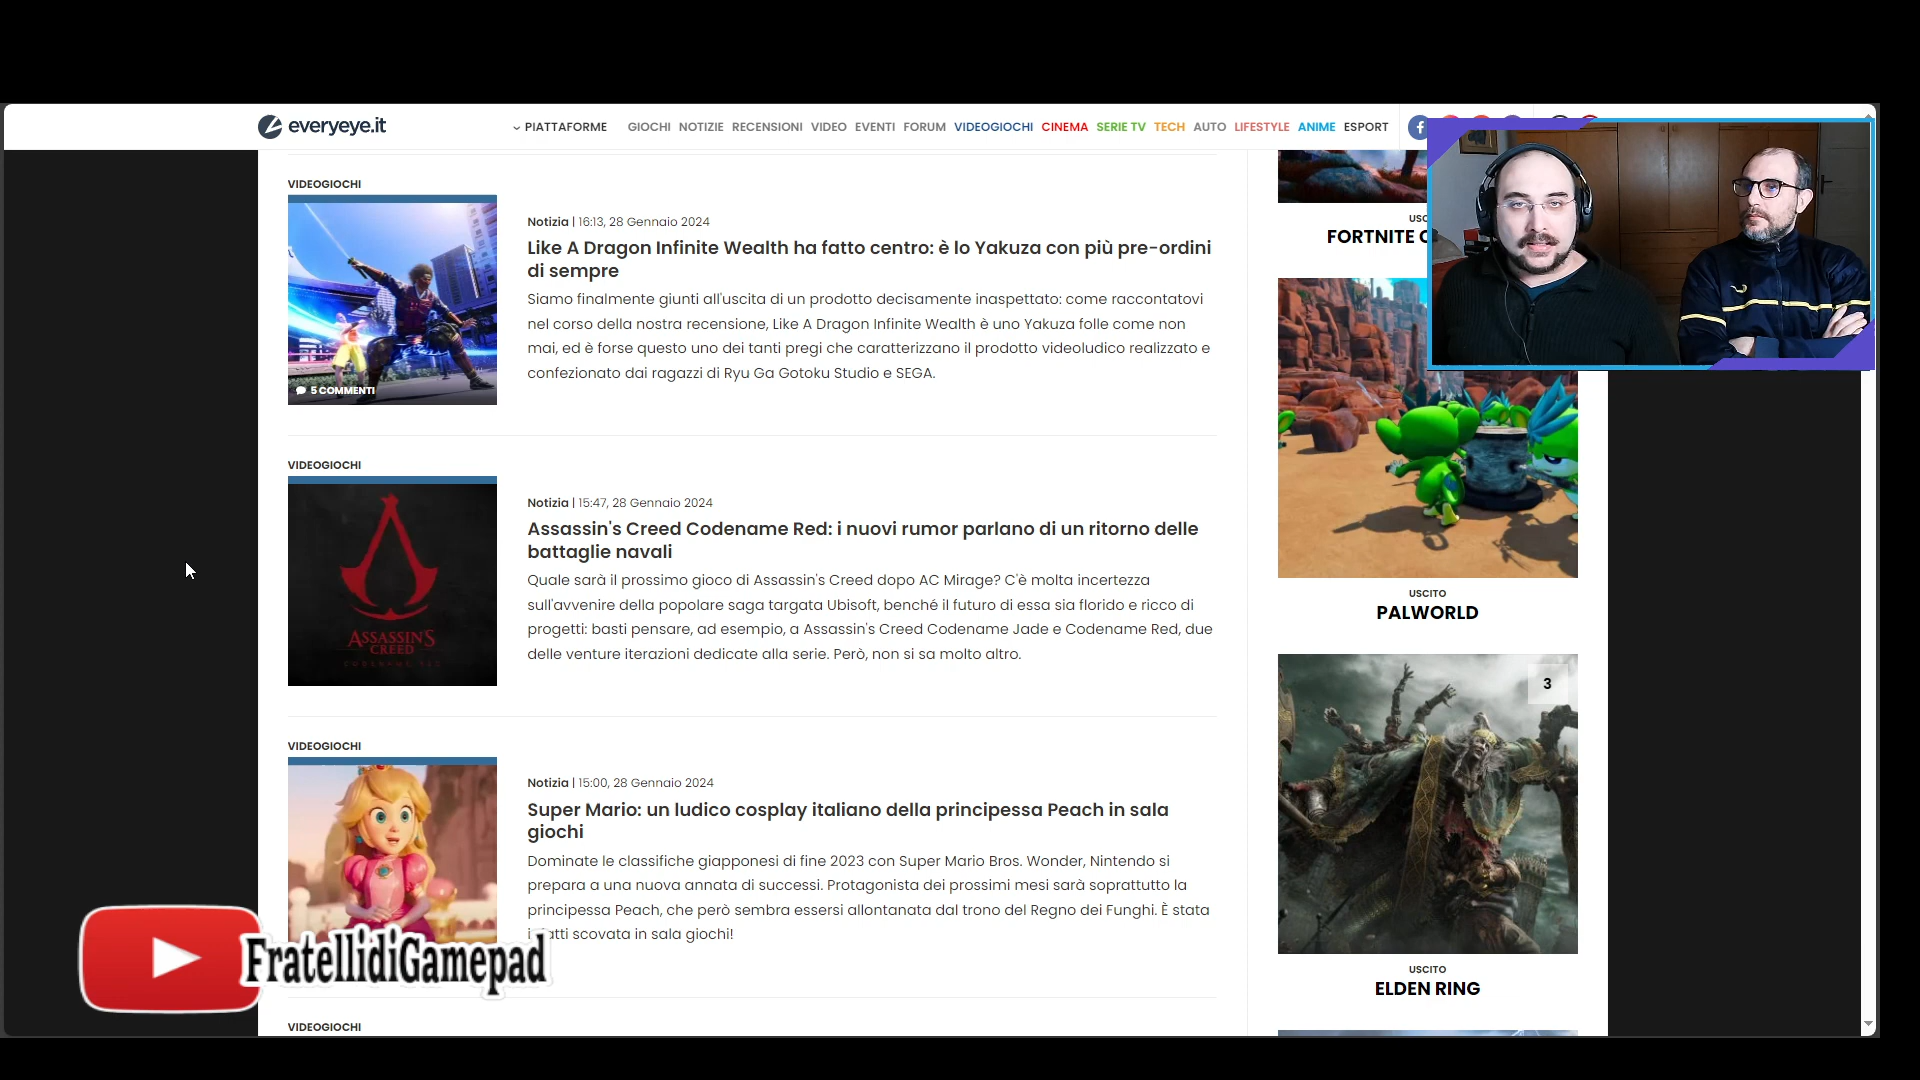 everyeye.it
PIATTAFORME GIOCHI NOTIZIE RECENSIONI VIDEO EVENTI FORUM VIDEOGIOCHI CINEMA SERIE TV TECH AUTO LIFESTYLE ANIME ESPORT
VIDEOGIOCHI
Notizia | 16:13, 28 Gennaio 2024
Like A Dragon Infinite Wealth ha fatto centro: è lo Yakuza con più pre-ordini
di sempre
Siamo finalmente giunti all'uscita di un prodotto decisamente inaspettato: come raccontatovi
nel corso della nostra recensione, Like A Dragon Infinite Wealth è uno Yakuza folle come non
mai, ed è forse questo uno dei tanti pregi che caratterizzano il prodotto videoludico realizzato e
confezionato dai ragazzi di Ryu Ga Gotoku Studio e SEGA.
5 COMMENTI
VIDEOGIOCHI
ASSASSIN'S
CREED
CODENAME RED
Notizia | 15:47, 28 Gennaio 2024
Assassin's Creed Codename Red: i nuovi rumor parlano di un ritorno delle
battaglie navali
Quale sarà il prossimo gioco di Assassin's Creed dopo AC Mirage? C'è molta incertezza
sull'avvenire della popolare saga targata Ubisoft, benché il futuro di essa sia florido e ricco di
progetti: basti pensare, ad esempio, a Assassin's Creed Codename Jade e Codename Red, due
delle venture iterazioni dedicate alla serie. Però, non si sa molto altro.
VIDEOGIOCHI
Notizia | 15:00, 28 Gennaio 2024
Super Mario: un ludico cosplay italiano della principessa Peach in sala
giochi
Dominate le classifiche giapponesi di fine 2023 con Super Mario Bros. Wonder, Nintendo si
prepara a una nuova annata di successi. Protagonista dei prossimi mesi sarà soprattutto la
principessa Peach, che però sembra essersi allontanata dal trono del Regno dei Funghi. È stata
scovata in sala giochi!
FratellidiGamepad
VIDEOGIOCHI
USC
FORTNITE C
USCITO
PALWORLD
3
USCITO
ELDEN RING